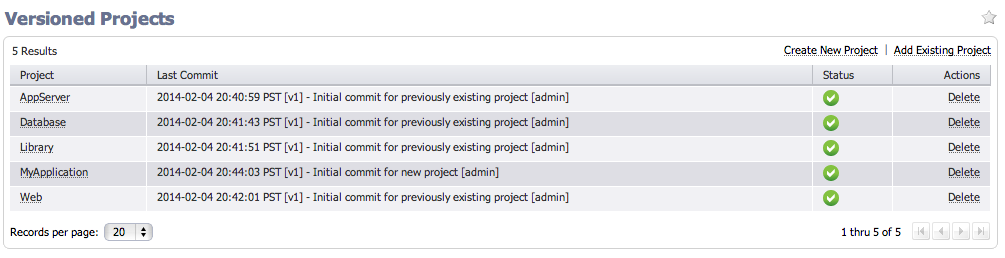 Versioned Projects
5 Results Create New Project | Add Existing Project
Project Last Commit Status Actions
AppServer 2014-02-04 20:40:59 PST [v1] - Initial commit for previously existing project [admin] Delete
Database 2014-02-04 20:41:43 PST [v1] - Initial commit for previously existing project [admin] Delete
Library 2014-02-04 20:41:51 PST [v1] - Initial commit for previously existing project [admin] Delete
MyApplication 2014-02-04 20:44:03 PST [v1] - Initial commit for new project [admin] Delete
Web 2014-02-04 20:42:01 PST [v1] - Initial commit for previously existing project [admin] Delete
Records per page: 20 1 thru 5 of 5